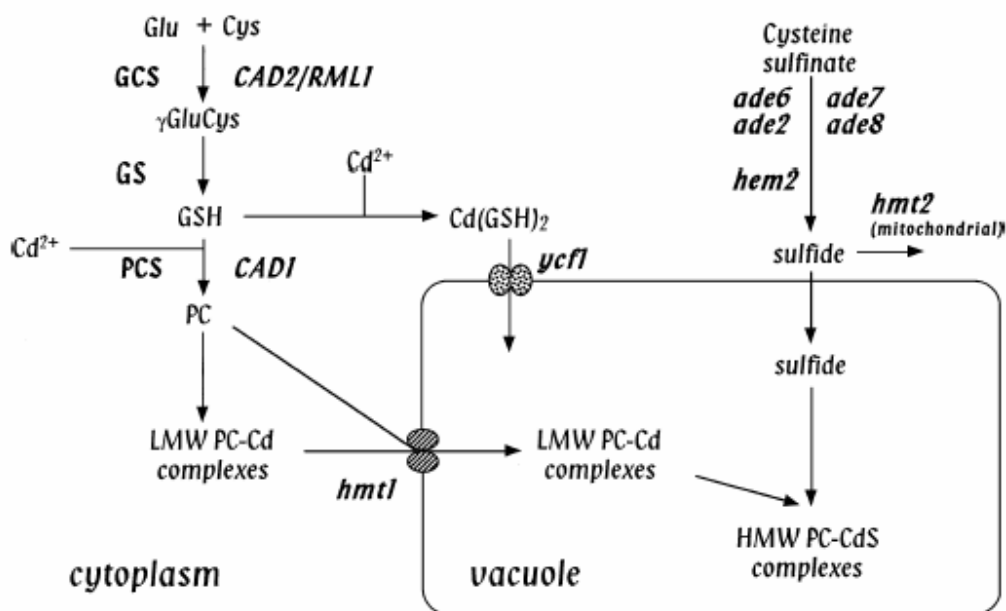 Glu + Cys
GCS
CAD2/RML1
γGluCys
GS
Cd²⁺
GSH
Cd(GSH)₂
Cd²⁺
PCS
CAD1
ycf1
PC
LMW PC-Cd
complexes
hmt1
LMW PC-Cd
complexes
Cysteine
sulfinate
ade6 ade7
ade2 ade8
hem2
hmt2
(mitochondrial)
sulfide
sulfide
HMW PC-CdS
complexes
cytoplasm
vacuole